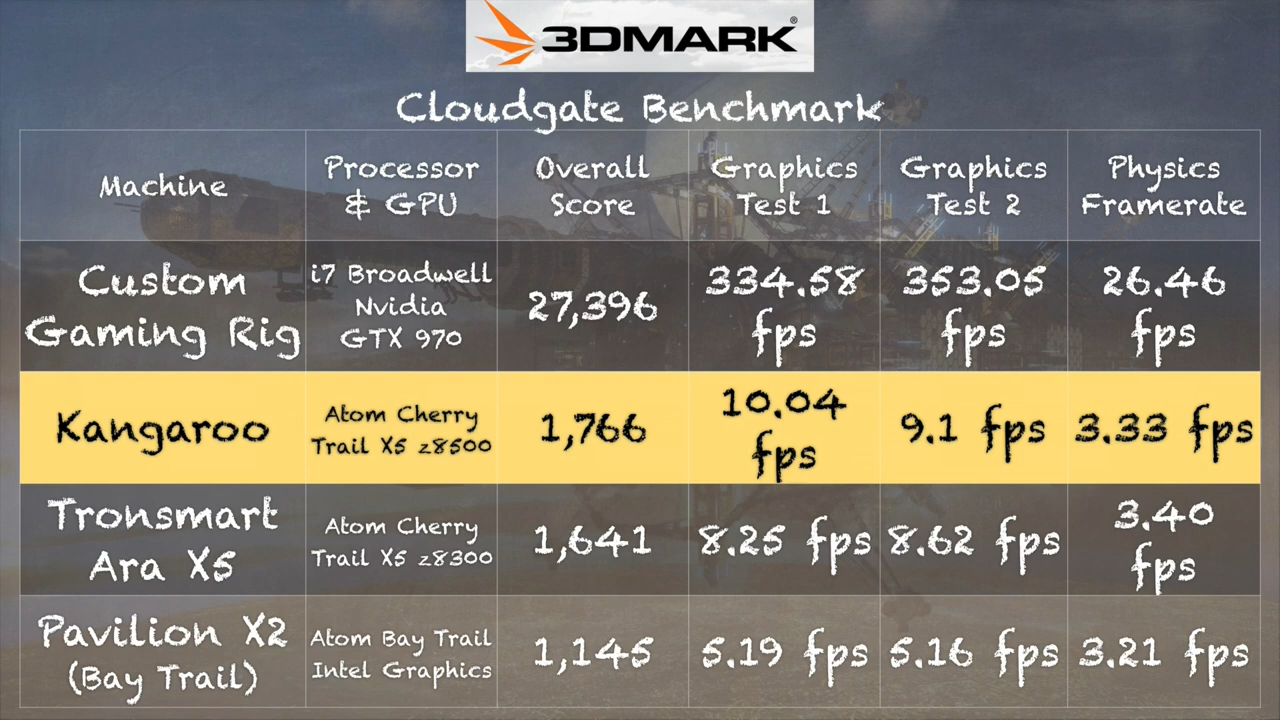 3DMARK®
Cloudgate Benchmark
Machine
Processor
& GPU
Overall
Score
Graphics
Test 1
Graphics
Test 2
Physics
Framerate
Custom
Gaming Rig
i7 Broadwell
Nvidia
GTX 970
27,396
334.58
fps
353.05
fps
26.46
fps
Kangaroo
Atom Cherry
Trail X5 z8500
1,766
10.04
fps
9.1 fps
3.33 fps
Tronsmart
Ara X5
Atom Cherry
Trail X5 z8300
1,641
8.25 fps
8.62 fps
3.40
fps
Pavilion X2
(Bay Trail)
Atom Bay Trail
Intel Graphics
1,145
5.19 fps
5.16 fps
3.21 fps